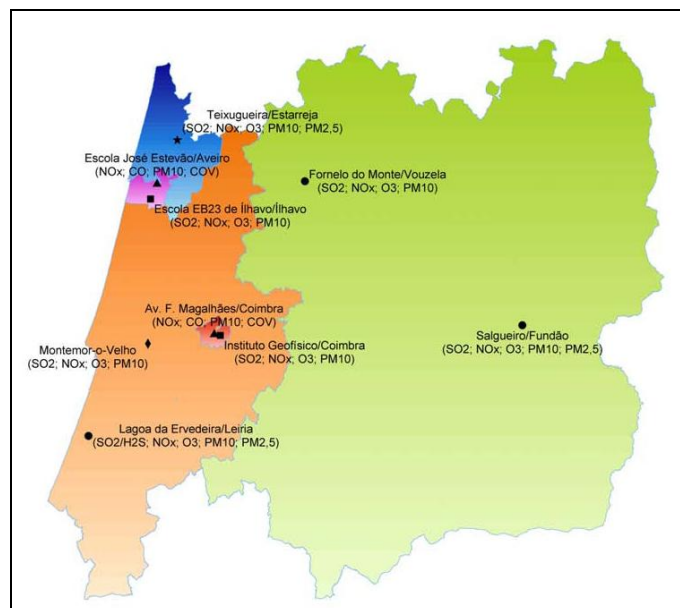 Teixugueira/Estarreja
(SO2; NOx; O3; PM10; PM2,5)
Escola José Estevão/Aveiro
(NOx; CO; PM10; COV)
Fornelo do Monte/Vouzela
(SO2; NOx; O3; PM10)
Escola EB23 de Ílhavo/Ílhavo
(SO2; NOx; O3; PM10)
Av. F. Magalhães/Coimbra
(NOx; CO; PM10; COV)
Montemor-o-Velho
(SO2; NOx; O3; PM10)
Instituto Geofísico/Coimbra
(SO2; NOx; O3; PM10)
Salgueiro/Fundão
(SO2; NOx; O3; PM10; PM2,5)
Lagoa da Ervedeira/Leiria
(SO2/H2S; NOx; O3; PM10; PM2,5)